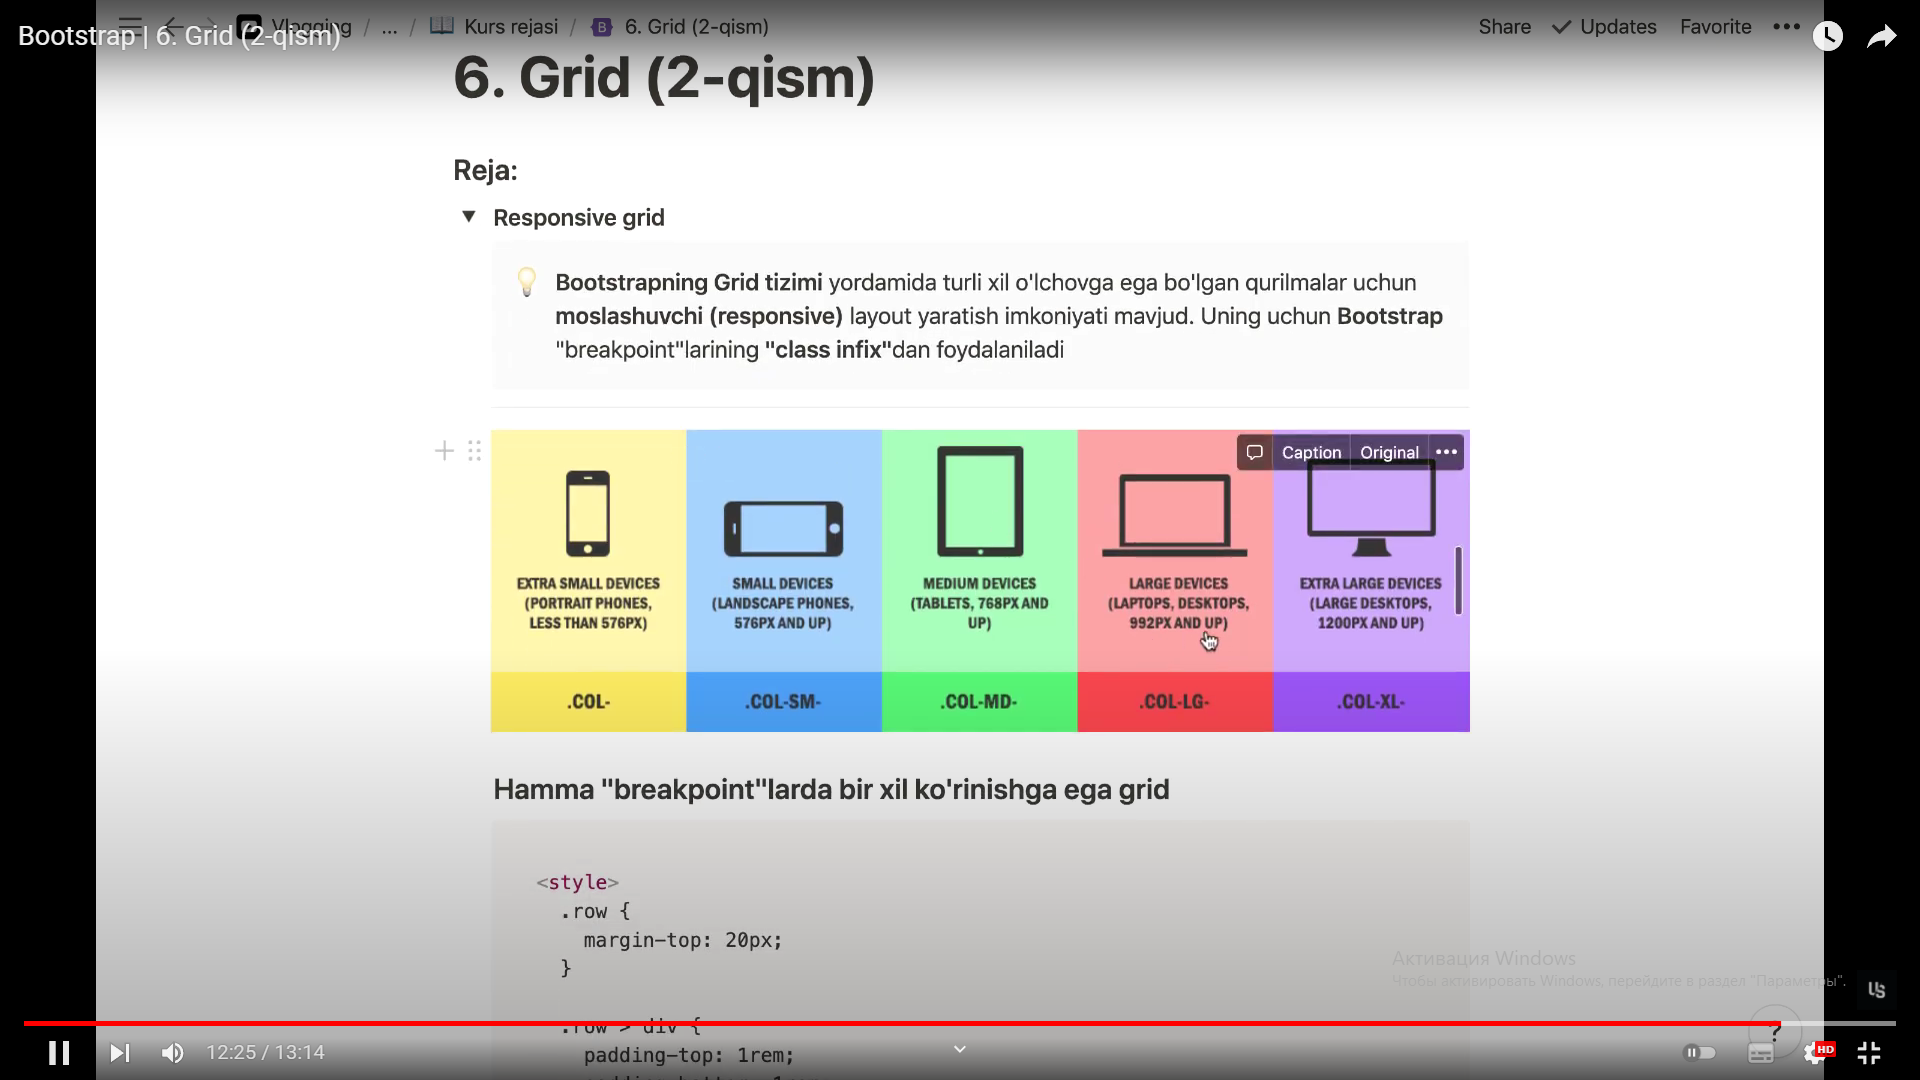 Bootstrap | 6. Grid (2-qism)
Vlogging / ... / Kurs rejasi / 6. Grid (2-qism)
Share Updates Favorite
6. Grid (2-qism)
Reja:
Responsive grid
Bootstrapning Grid tizimi yordamida turli xil o'lchovga ega bo'lgan qurilmalar uchun
moslashuvchi (responsive) layout yaratish imkoniyati mavjud. Uning uchun Bootstrap
"breakpoint"larining "class infix"dan foydalaniladi
Caption Original
EXTRA SMALL DEVICES
(PORTRAIT PHONES,
LESS THAN 576PX)
.COL-
SMALL DEVICES
(LANDSCAPE PHONES,
576PX AND UP)
.COL-SM-
MEDIUM DEVICES
(TABLETS, 768PX AND
UP)
.COL-MD-
LARGE DEVICES
(LAPTOPS, DESKTOPS,
992PX AND UP)
.COL-LG-
EXTRA LARGE DEVICES
(LARGE DESKTOPS,
1200PX AND UP)
.COL-XL-
Hamma "breakpoint"larda bir xil ko'rinishga ega grid
<style>
.row {
margin-top: 20px;
}
.row > div {
padding-top: 1rem;
Активация Windows
Чтобы активировать Windows, перейдите в раздел "Параметры".
?
12:25 / 13:14
HD